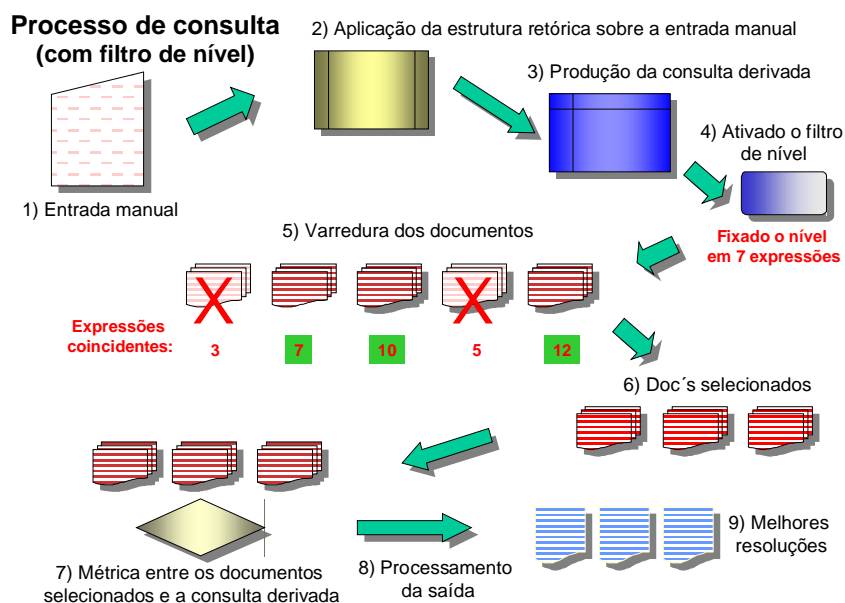 Processo de consulta
(com filtro de nível)
2) Aplicação da estrutura retórica sobre a entrada manual
3) Produção da consulta derivada
4) Ativado o filtro
de nível
1) Entrada manual
Fixado o nível
em 7 expressões
5) Varredura dos documentos
Expressões
coincidentes:
3
7
10
5
12
6) Doc´s selecionados
7) Métrica entre os documentos
selecionados e a consulta derivada
8) Processamento
da saída
9) Melhores
resoluções